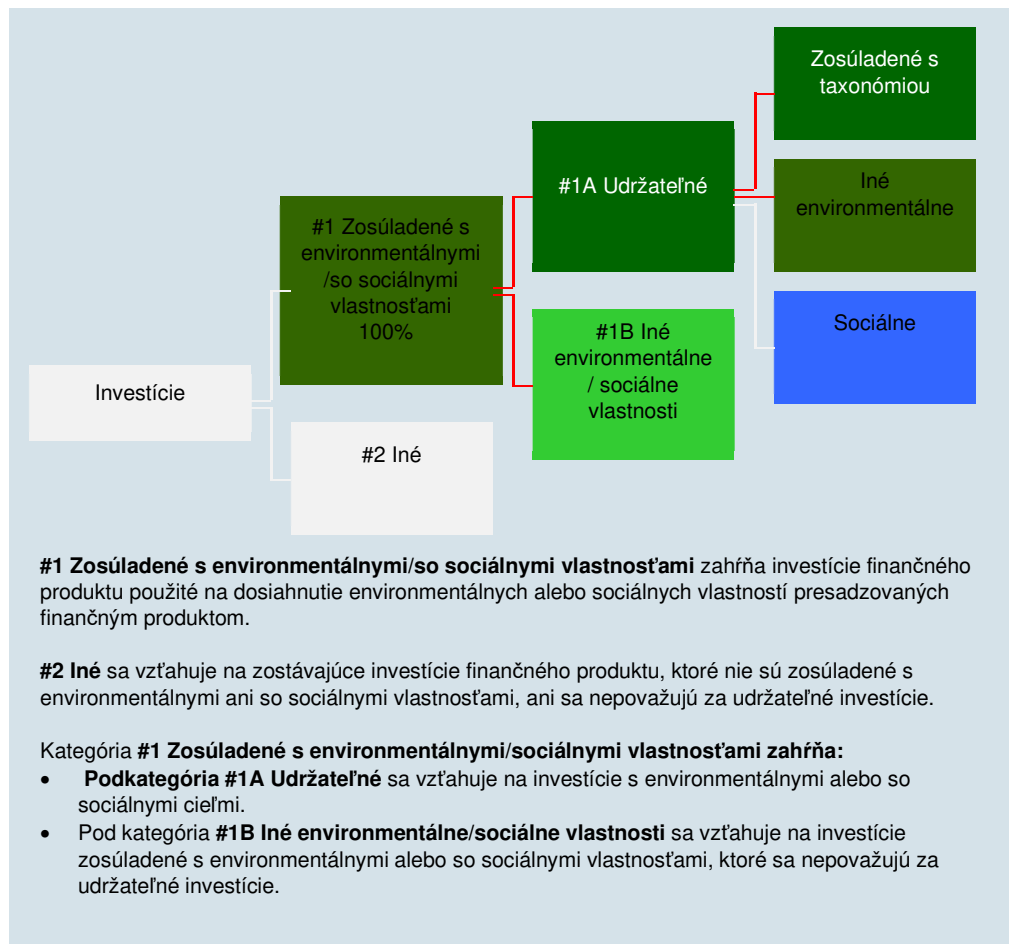 Zosúladené s
taxonómiou
#1A Udržateľné
Iné
environmentálne
#1 Zosúladené s
environmentálnymi
/so sociálnymi
vlastnosťami
100%
Sociálne
#1B Iné
environmentálne
/ sociálne
vlastnosti
Investície
#2 Iné
#1 Zosúladené s environmentálnymi/so sociálnymi vlastnosťami zahŕňa investície finančného
produktu použité na dosiahnutie environmentálnych alebo sociálnych vlastností presadzovaných
finančným produktom.
#2 Iné sa vzťahuje na zostávajúce investície finančného produktu, ktoré nie sú zosúladené s
environmentálnymi ani so sociálnymi vlastnosťami, ani sa nepovažujú za udržateľné investície.
Kategória #1 Zosúladené s environmentálnymi/sociálnymi vlastnosťami zahŕňa:
• Podkategória #1A Udržateľné sa vzťahuje na investície s environmentálnymi alebo so
sociálnymi cieľmi.
• Pod kategória #1B Iné environmentálne/sociálne vlastnosti sa vzťahuje na investície
zosúladené s environmentálnymi alebo so sociálnymi vlastnosťami, ktoré sa nepovažujú za
udržateľné investície.